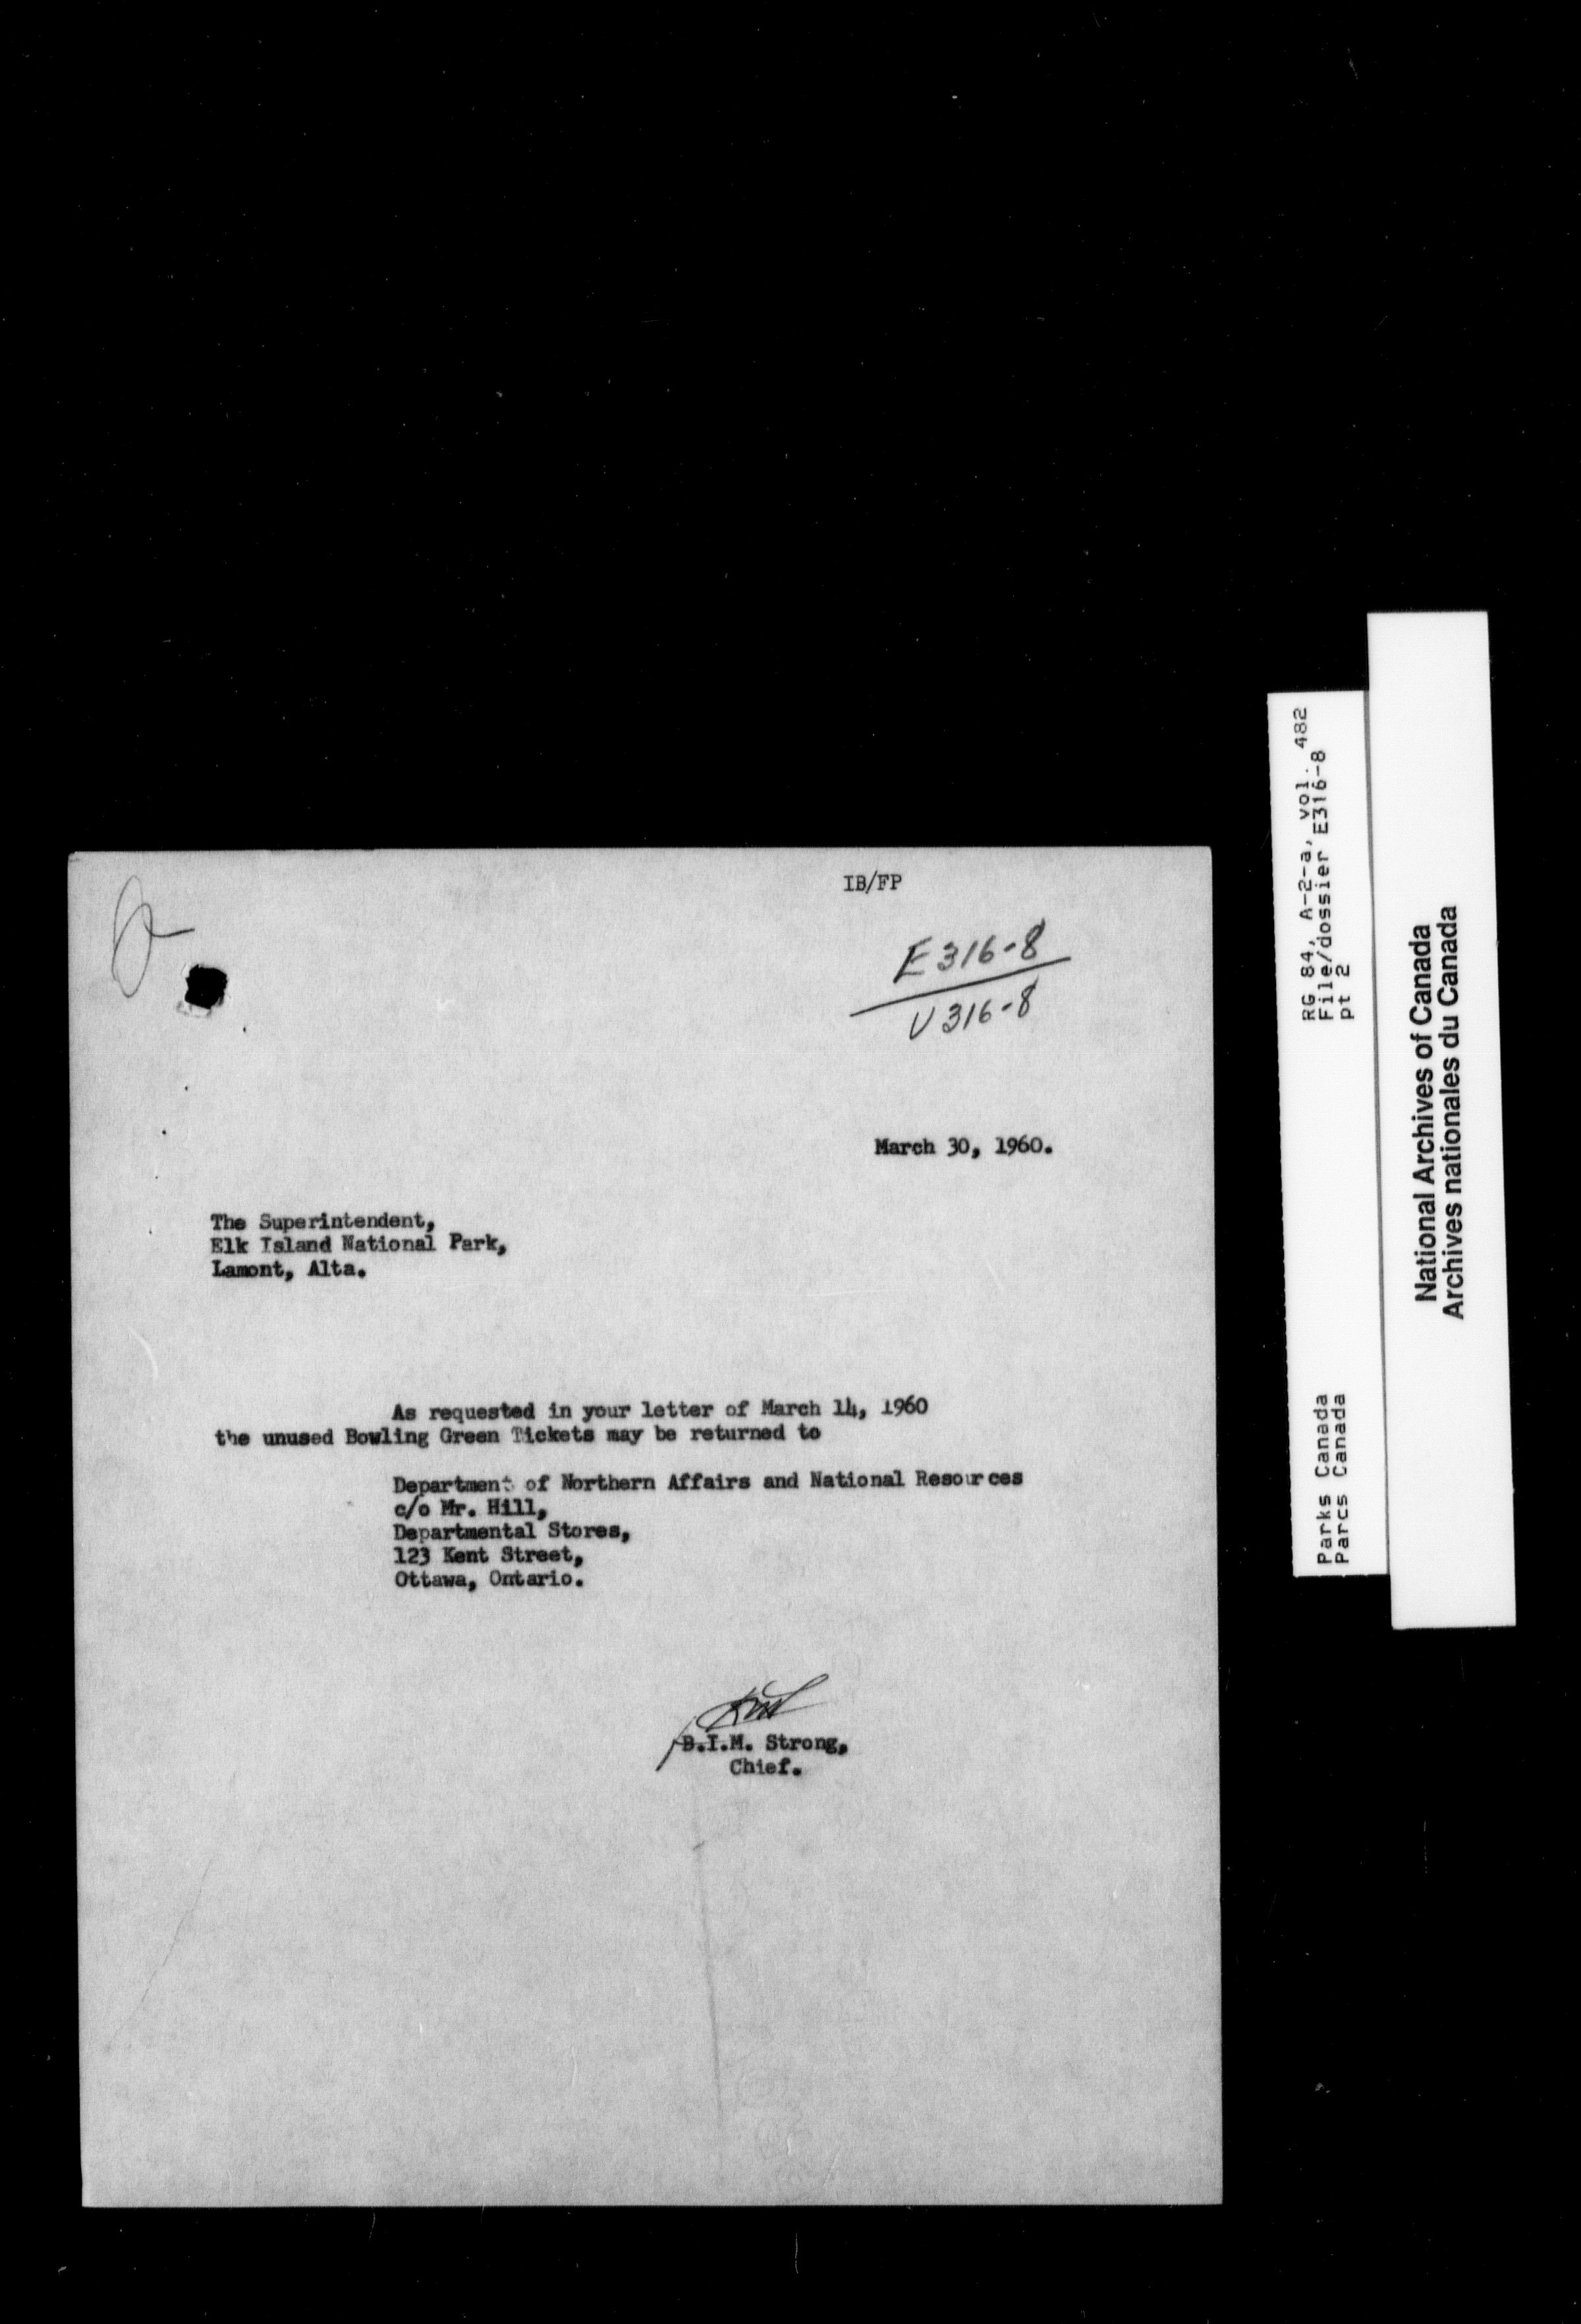 IB/FP
E316-8
U316-8
March 30, 1960.
The Superintendent,
Elk Island National Park,
Lamont, Alta.
As requested in your letter of March 14, 1960
the unused Bowling Green Tickets may be returned to
Department of Northern Affairs and National Resources
c/o Mr. Hill,
Departmental Stores,
123 Kent Street,
Ottawa, Ontario.
B.I.M. Strong,
Chief.
RG 84, A-2-a, vol. 482
File/dossier E316-8
pt 2
Parks Canada
Parcs Canada
National Archives of Canada
Archives nationales du Canada